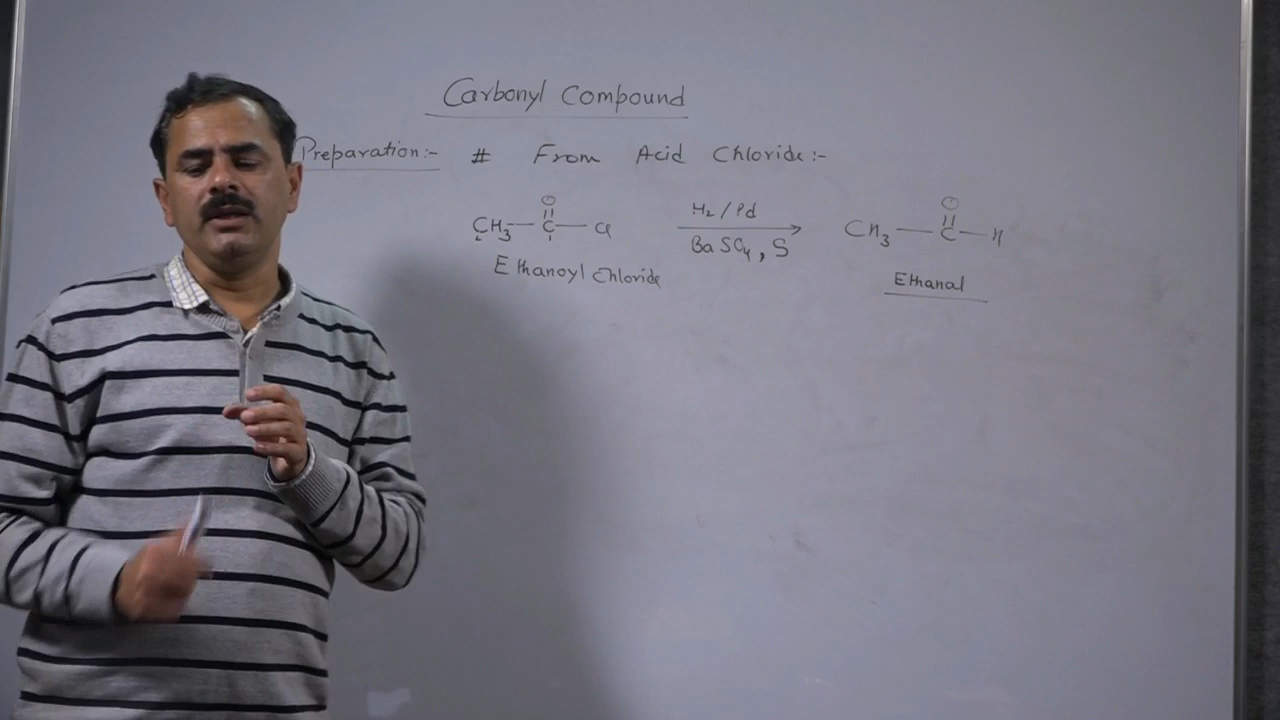 Carbonyl Compound
Preparation:- # From Acid Chloride:-
O O
CH3—C—Cl H2/Pd CH3—C—H
BaSO4, S
Ethanoyl Chloride Ethanal